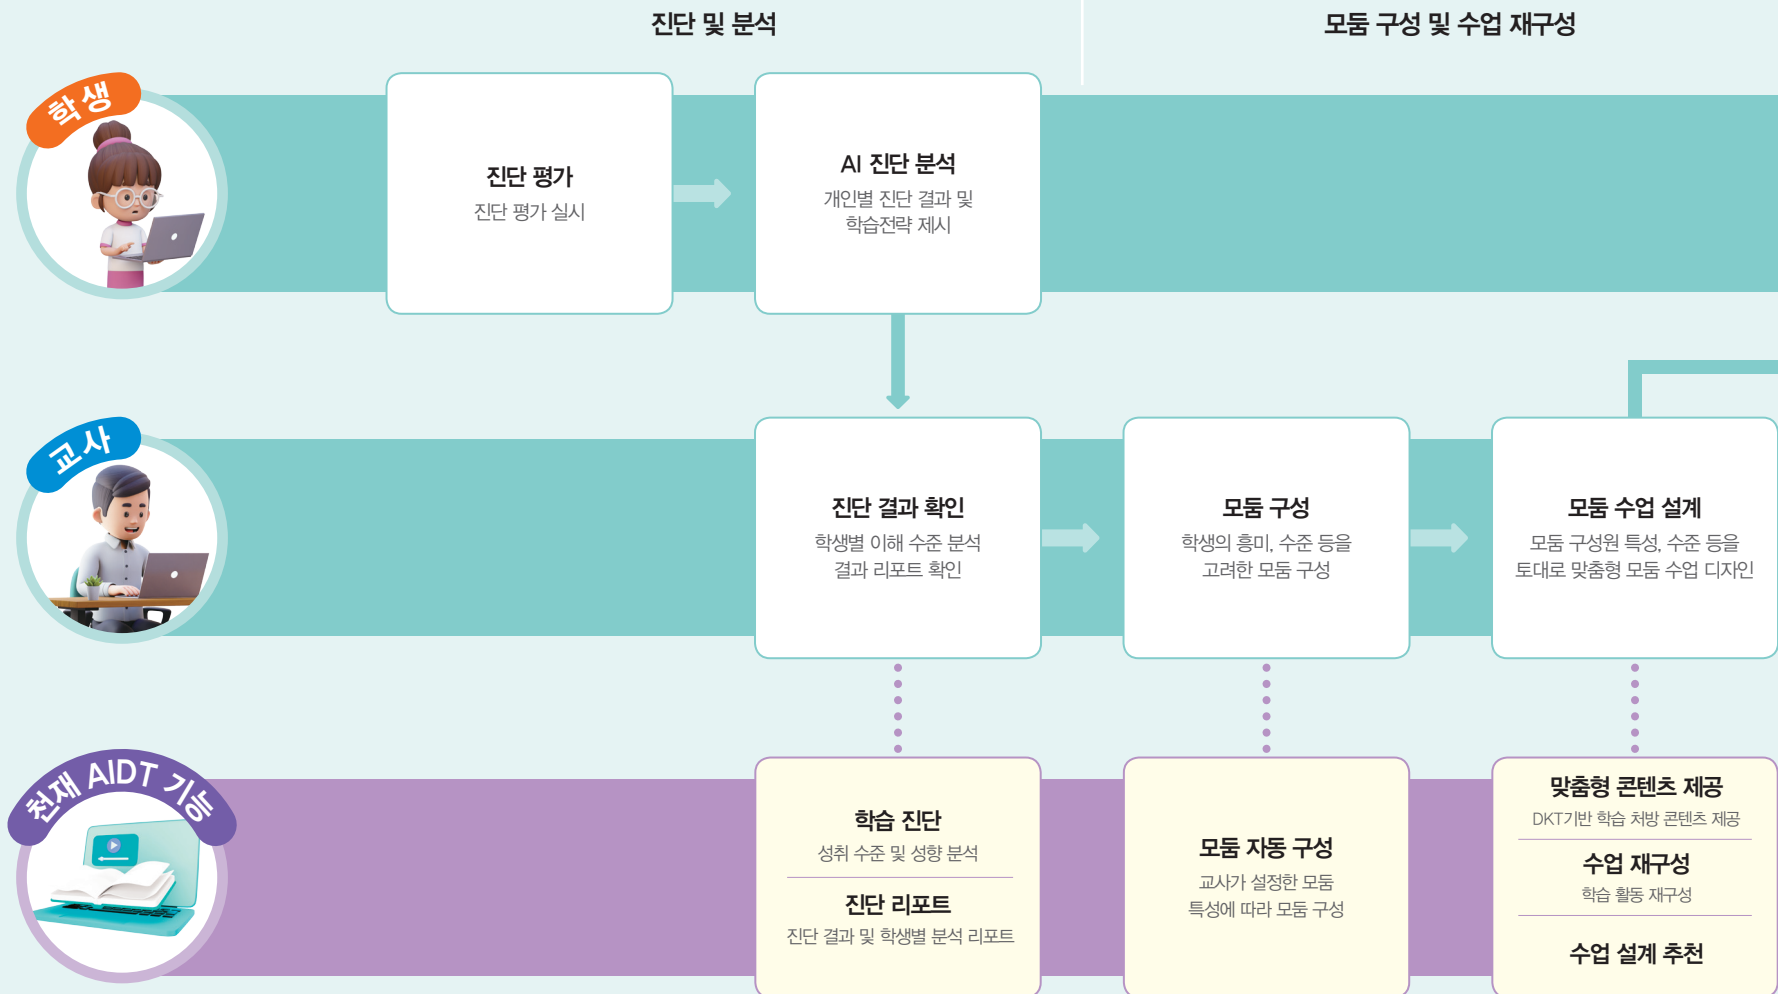 진단 및 분석
모둠 구성 및 수업 재구성
학생
진단 평가
진단 평가 실시
AI 진단 분석
개인별 진단 결과 및
학습전략 제시
교사
진단 결과 확인
학생별 이해 수준 분석
결과 리포트 확인
모둠 구성
학생의 흥미, 수준 등을
고려한 모둠 구성
모둠 수업 설계
모둠 구성원 특성, 수준 등을
토대로 맞춤형 모둠 수업 디자인
천재 AIDT 기능
학습 진단
성취 수준 및 성향 분석
진단 리포트
진단 결과 및 학생별 분석 리포트
모둠 자동 구성
교사가 설정한 모둠
특성에 따라 모둠 구성
맞춤형 콘텐츠 제공
DKT기반 학습 처방 콘텐츠 제공
수업 재구성
학습 활동 재구성
수업 설계 추천